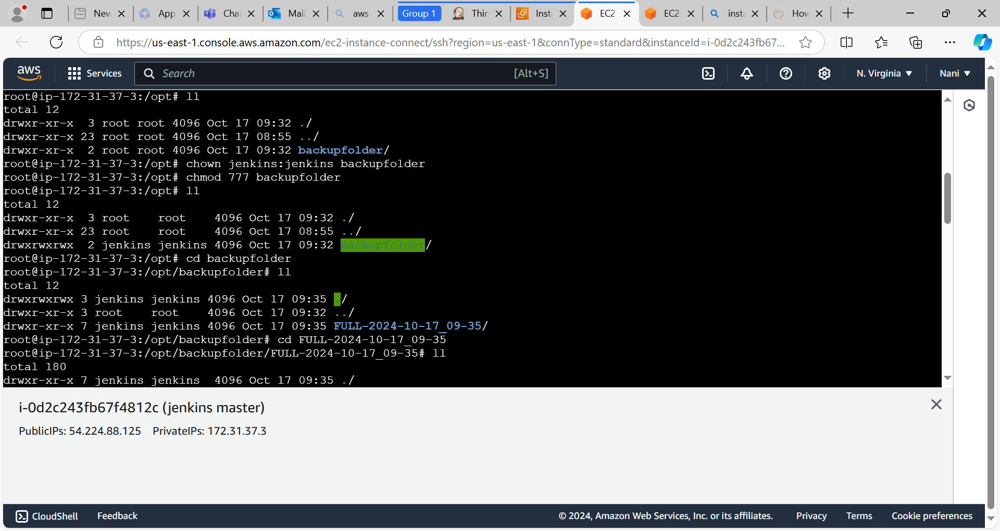 New
App
Chat
Mail
aws
Group 1
Thin
Insta
EC2
EC2
insta
How
https://us-east-1.console.aws.amazon.com/ec2-instance-connect/ssh?region=us-east-1&connType=standard&instanceId=i-0d2c243fb67...
aws
Services
Search
[Alt+S]
N. Virginia
Nani
root@ip-172-31-37-3:/opt# ll
total 12
drwxr-xr-x  3 root root 4096 Oct 17 09:32 ./
drwxr-xr-x 23 root root 4096 Oct 17 08:55 ../
drwxr-xr-x  2 root root 4096 Oct 17 09:32 backupfolder/
root@ip-172-31-37-3:/opt# chown jenkins:jenkins backupfolder
root@ip-172-31-37-3:/opt# chmod 777 backupfolder
root@ip-172-31-37-3:/opt# ll
total 12
drwxr-xr-x  3 root    root    4096 Oct 17 09:32 ./
drwxr-xr-x 23 root    root    4096 Oct 17 08:55 ../
drwxrwxrwx  2 jenkins jenkins 4096 Oct 17 09:32 backupfolder/
root@ip-172-31-37-3:/opt# cd backupfolder
root@ip-172-31-37-3:/opt/backupfolder# ll
total 12
drwxrwxrwx 3 jenkins jenkins 4096 Oct 17 09:35 ./
drwxr-xr-x 3 root    root    4096 Oct 17 09:32 ../
drwxr-xr-x 7 jenkins jenkins 4096 Oct 17 09:35 FULL-2024-10-17_09-35/
root@ip-172-31-37-3:/opt/backupfolder# cd FULL-2024-10-17_09-35
root@ip-172-31-37-3:/opt/backupfolder/FULL-2024-10-17_09-35# ll
total 180
drwxr-xr-x 7 jenkins jenkins  4096 Oct 17 09:35 ./
i-0d2c243fb67f4812c (jenkins master)
PublicIPs: 54.224.88.125    PrivateIPs: 172.31.37.3
CloudShell
Feedback
© 2024, Amazon Web Services, Inc. or its affiliates.
Privacy
Terms
Cookie preferences